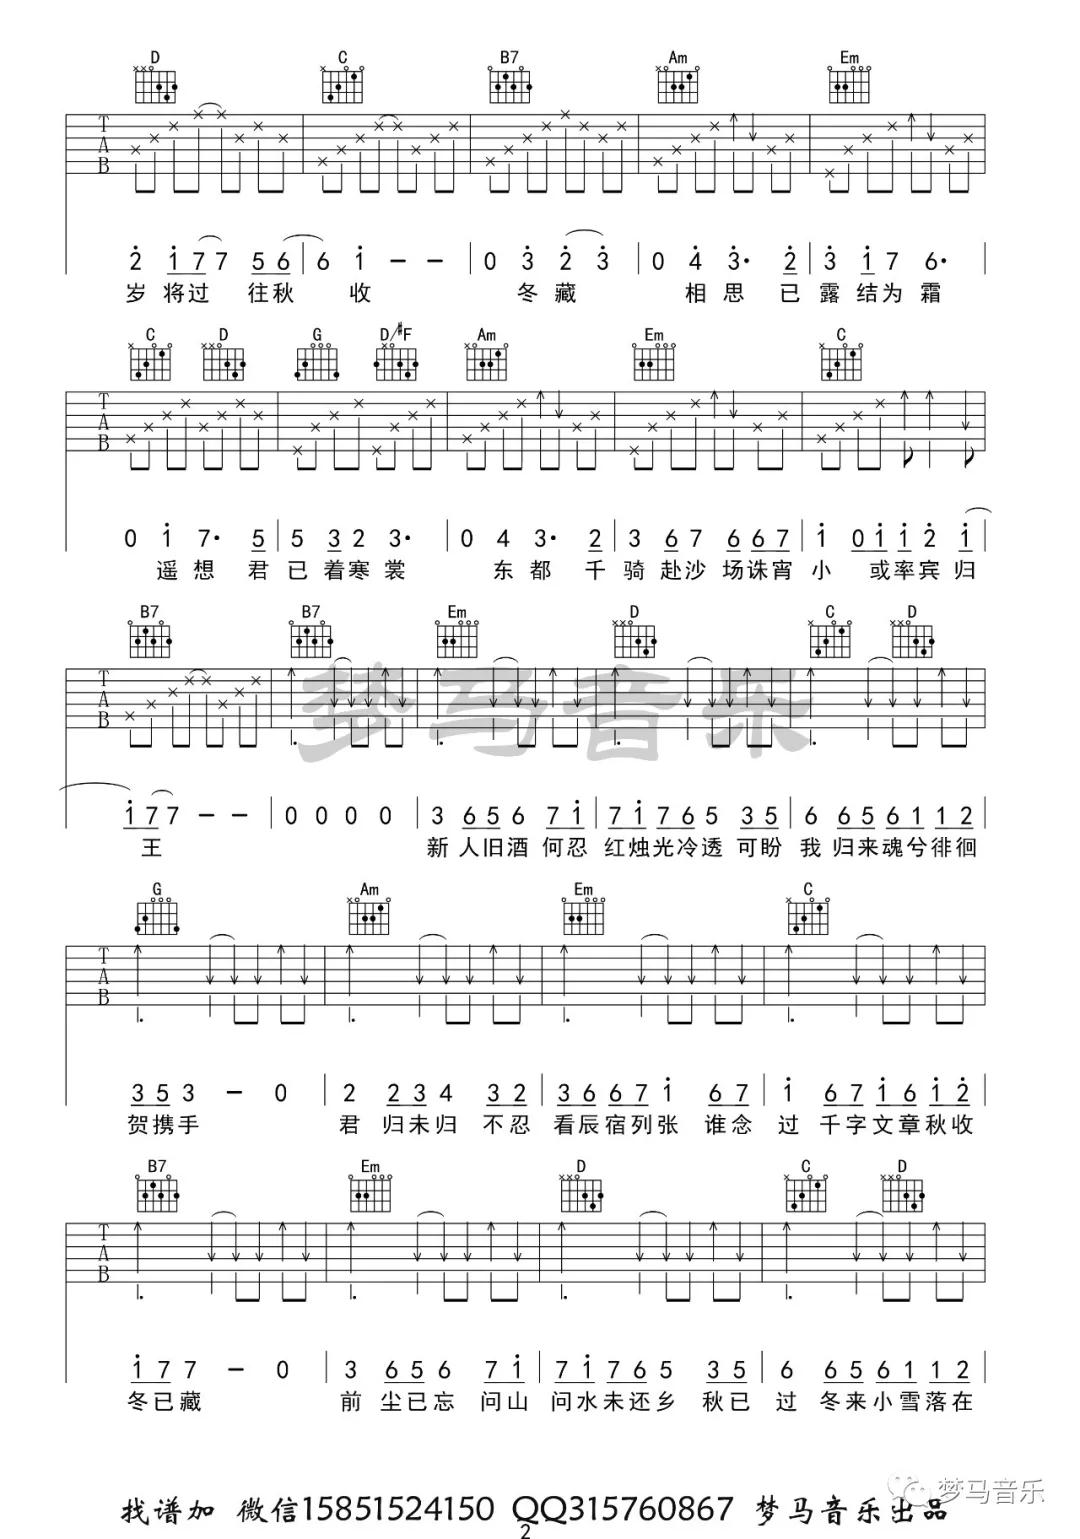 D C B7 Am Em
T A B
2 1 7 7 5 6 6 1 - - 0 3 2 3 0 4 3· 2 3 1 7 6·
岁 将过 往秋 收 冬藏 相思 已露结为霜
C D G D/#F Am Em C
T A B
0 1 7· 5 5 3 2 3· 0 4 3· 2 3 6 7 6 6 7 1 0 1 1 2 1
遥想 君已着寒裳 东都 千骑赴沙场诛宵小 或率宾归
B7 B7 Em D C D
T A B
梦马音乐
1 7 7 - - 0 0 0 0 3 6 5 6 7 1 7 1 7 6 5 3 5 6 6 5 6 1 1 2
王 新人旧酒何忍 红烛光冷透可盼 我归来魂兮徘徊
G Am Em C
T A B
3 5 3 - 0 2 2 3 4 3 2 3 6 6 7 1 6 7 1 6 7 1 6 1 2
贺携手 君 归未归 不忍 看辰宿列张 谁念 过 千字文章秋收
B7 Em D C D
T A B
1 7 7 - 0 3 6 5 6 7 1 7 1 7 6 5 3 5 6 6 5 6 1 1 2
冬已藏 前 尘已忘 问山 问水未还乡 秋已 过 冬来小雪落在
梦马音乐
找谱加 微信15851524150 QQ315760867 梦马音乐出品
2